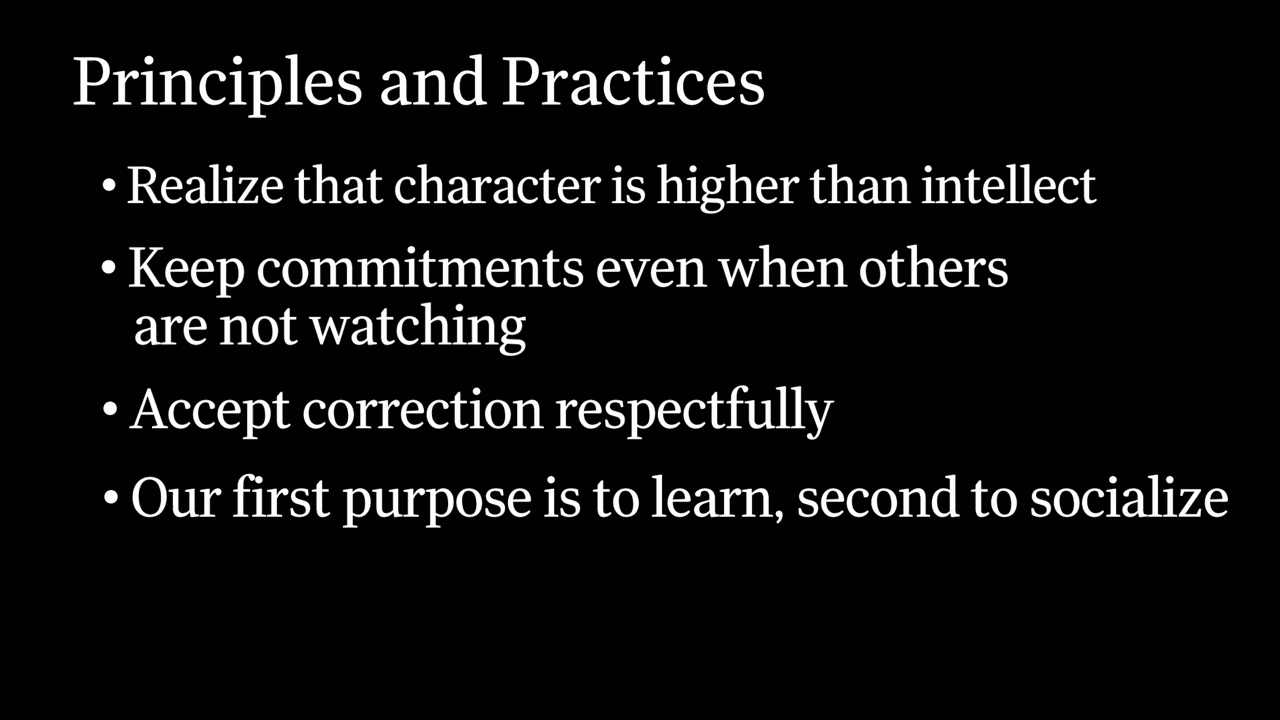 Principles and Practices
• Realize that character is higher than intellect
• Keep commitments even when others
are not watching
• Accept correction respectfully
• Our first purpose is to learn, second to socialize